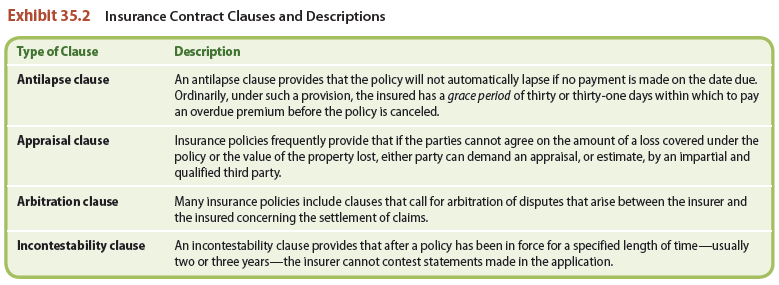 Exhibit 35.2 Insurance Contract Clauses and Descriptions
Type of Clause Description
Antilapse clause An antilapse clause provides that the policy will not automatically lapse if no payment is made on the date due.
Ordinarily, under such a provision, the insured has a grace period of thirty or thirty-one days within which to pay
an overdue premium before the policy is canceled.
Appraisal clause Insurance policies frequently provide that if the parties cannot agree on the amount of a loss covered under the
policy or the value of the property lost, either party can demand an appraisal, or estimate, by an impartial and
qualified third party.
Arbitration clause Many insurance policies include clauses that call for arbitration of disputes that arise between the insurer and
the insured concerning the settlement of claims.
Incontestability clause An incontestability clause provides that after a policy has been in force for a specified length of time—usually
two or three years—the insurer cannot contest statements made in the application.